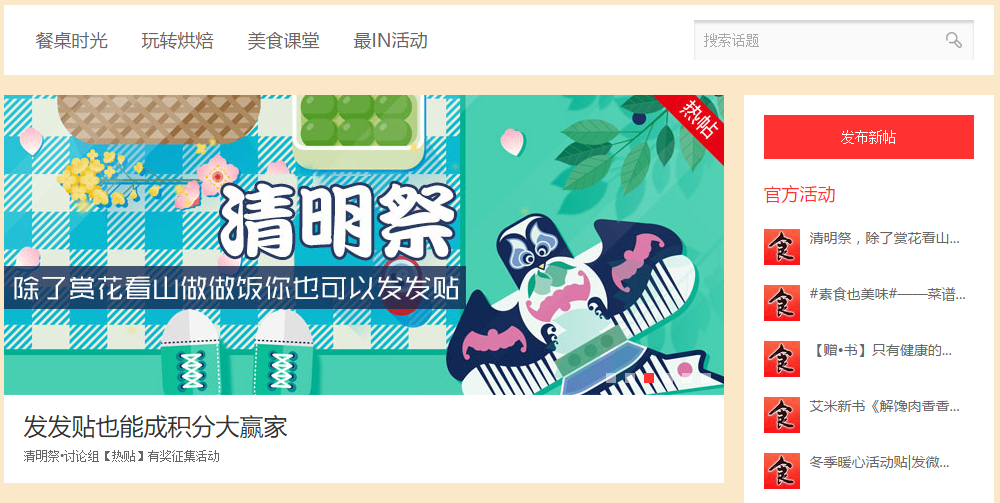 餐桌时光 玩转烘焙 美食课堂 最IN活动 搜索话题
热帖
清明祭
除了赏花看山做做饭你也可以发发贴
发发贴也能成积分大赢家
清明祭•讨论组【热贴】有奖征集活动
发布新帖
官方活动
食 清明祭，除了赏花看山...
食 #素食也美味#——菜谱...
食 【赠•书】只有健康的...
食 艾米新书《解馋肉香香...
食 冬季暖心活动贴|发微...